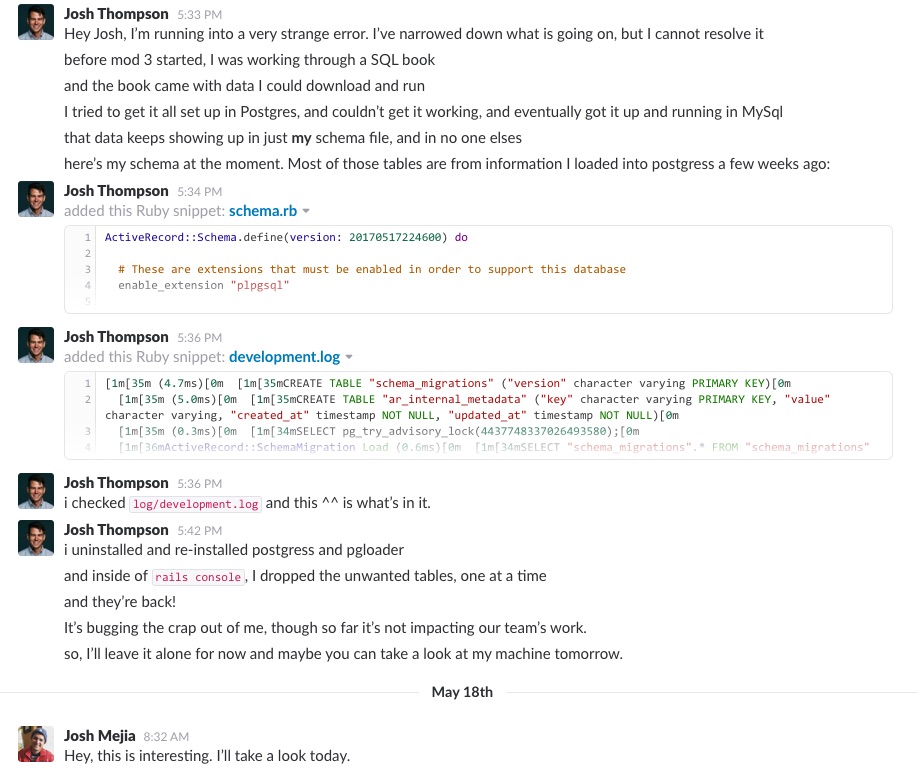 Josh Thompson 5:33 PM
Hey Josh, I'm running into a very strange error. I've narrowed down what is going on, but I cannot resolve it
before mod 3 started, I was working through a SQL book
and the book came with data I could download and run
I tried to get it all set up in Postgres, and couldn't get it working, and eventually got it up and running in MySql
that data keeps showing up in just my schema file, and in no one elses
here's my schema at the moment. Most of those tables are from information I loaded into postgress a few weeks ago:
Josh Thompson 5:34 PM
added this Ruby snippet: schema.rb
1 ActiveRecord::Schema.define(version: 20170517224600) do
2
3 # These are extensions that must be enabled in order to support this database
4 enable_extension "plpgsql"
5
Josh Thompson 5:36 PM
added this Ruby snippet: development.log
1 [1m[35m (4.7ms)[0m [1m[35mCREATE TABLE "schema_migrations" ("version" character varying PRIMARY KEY)[0m
2 [1m[35m (5.0ms)[0m [1m[35mCREATE TABLE "ar_internal_metadata" ("key" character varying PRIMARY KEY, "value"
character varying, "created_at" timestamp NOT NULL, "updated_at" timestamp NOT NULL)[0m
3 [1m[35m (0.3ms)[0m [1m[34mSELECT pg_try_advisory_lock(4437748337026493580);[0m
4 [1m[36mActiveRecord::SchemaMigration Load (0.6ms)[0m [1m[34mSELECT "schema_migrations".* FROM "schema_migrations"
Josh Thompson 5:36 PM
i checked log/development.log and this ^^ is what's in it.
Josh Thompson 5:42 PM
i uninstalled and re-installed postgress and pgloader
and inside of rails console, I dropped the unwanted tables, one at a time
and they're back!
It's bugging the crap out of me, though so far it's not impacting our team's work.
so, I'll leave it alone for now and maybe you can take a look at my machine tomorrow.
May 18th
Josh Mejia 8:32 AM
Hey, this is interesting. I'll take a look today.